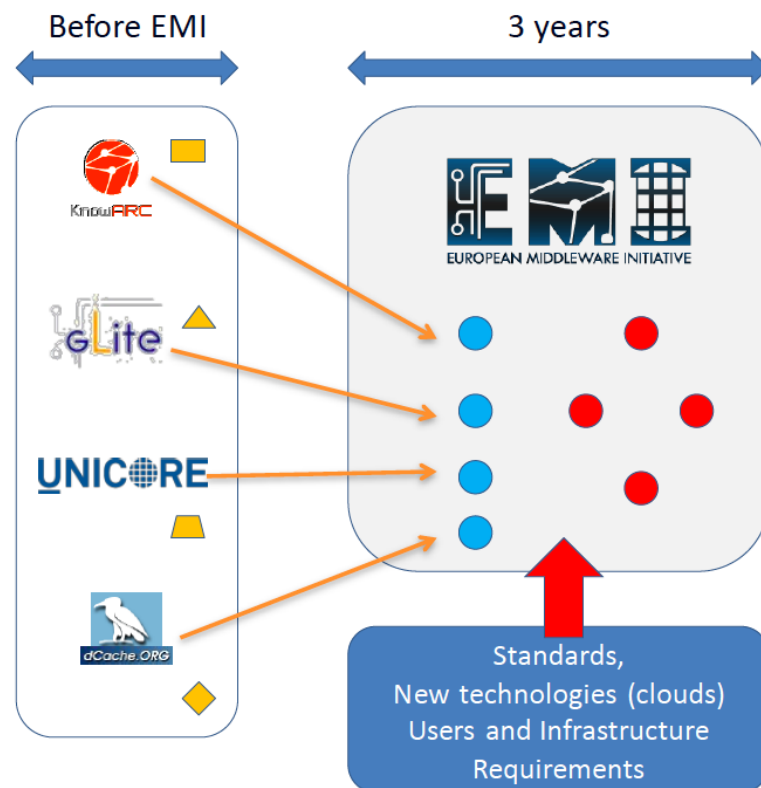 Before EMI
3 years
KnowARC
gLite
UNICORE
dCache.ORG
EMI
EUROPEAN MIDDLEWARE INITIATIVE
Standards,
New technologies (clouds)
Users and Infrastructure
Requirements